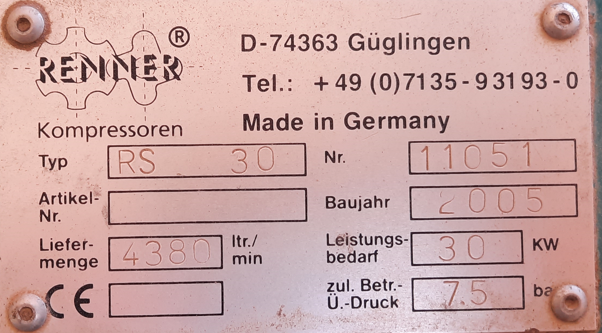 RENNER ®
Kompressoren
D-74363 Güglingen
Tel.: +49 (0)7135-93193-0
Made in Germany
Typ RS 30 Nr. 11051
Artikel-Nr. Baujahr 2005
Liefer-menge 4380 ltr./min Leistungs-bedarf 30 KW
CE zul. Betr.-Ü.-Druck 7.5